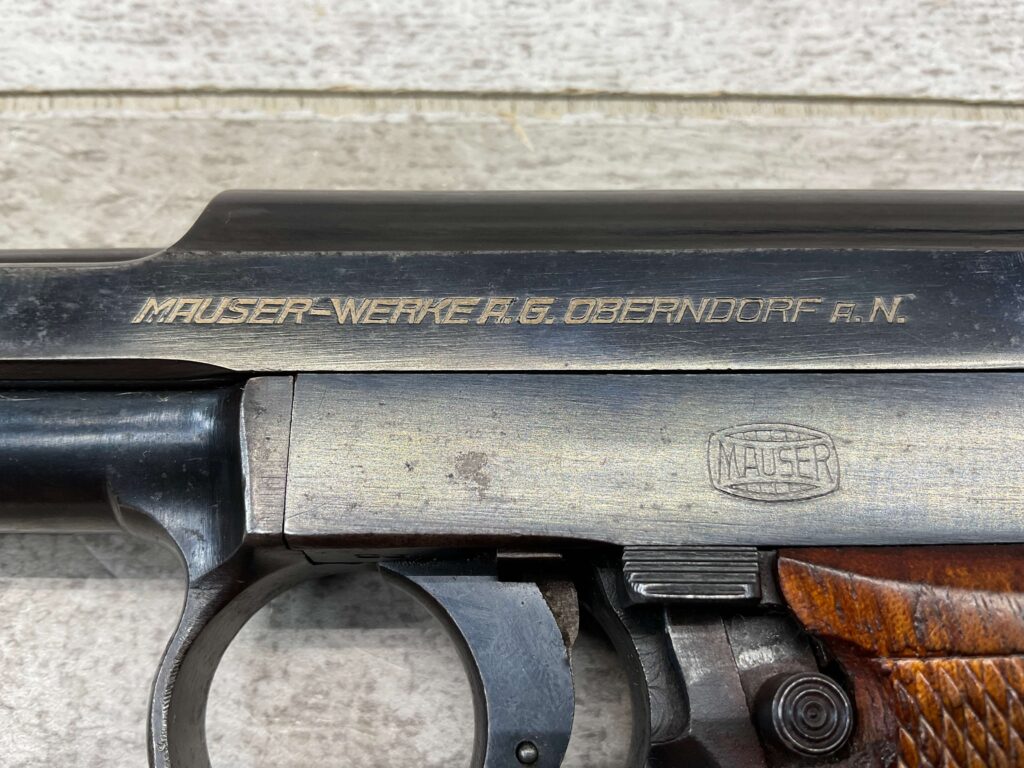 MAUSER-WERKE A.G. OBERNDORF A. N.
MAUSER